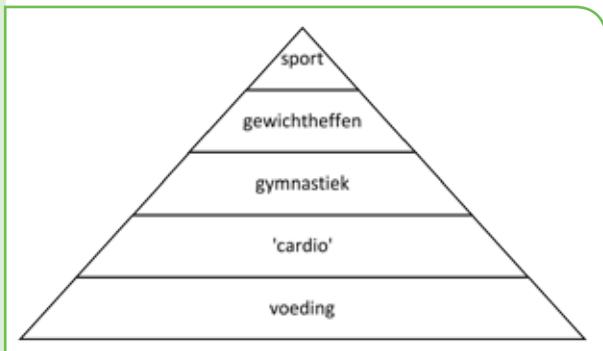 sport
gewichtheffen
gymnastiek
'cardio'
voeding